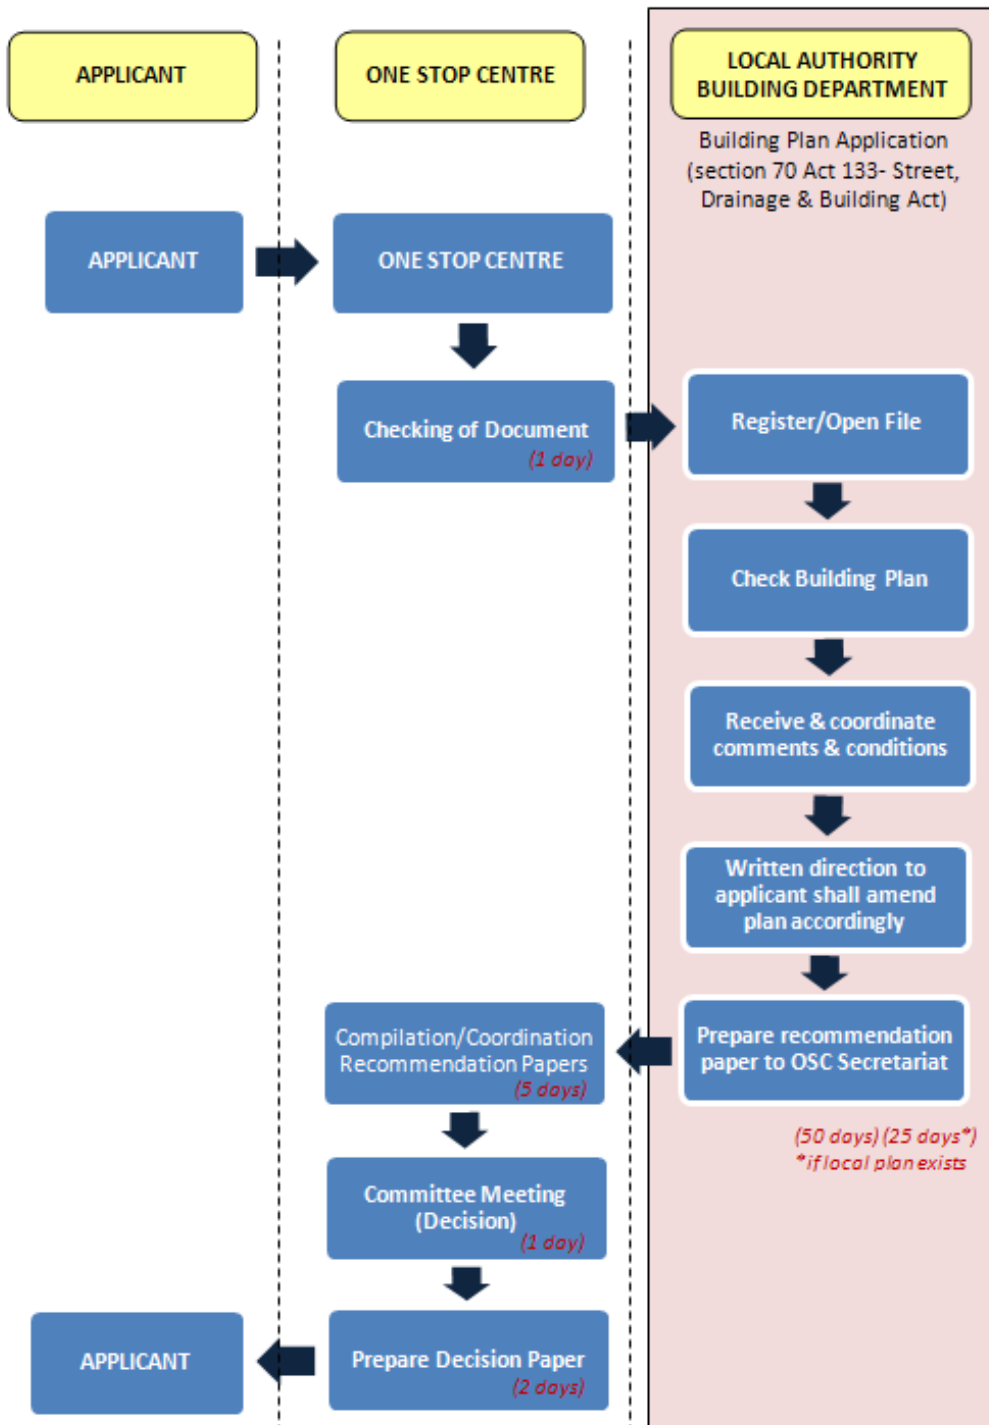 APPLICANT
ONE STOP CENTRE
LOCAL AUTHORITY
BUILDING DEPARTMENT
Building Plan Application
(section 70 Act 133- Street,
Drainage & Building Act)
APPLICANT
ONE STOP CENTRE
Checking of Document
(1 day)
Register/Open File
Check Building Plan
Receive & coordinate
comments & conditions
Written direction to
applicant shall amend
plan accordingly
Prepare recommendation
paper to OSC Secretariat
(50 days) (25 days*)
*if local plan exists
Compilation/Coordination
Recommendation Papers
(5 days)
Committee Meeting
(Decision)
(1 day)
Prepare Decision Paper
(2 days)
APPLICANT